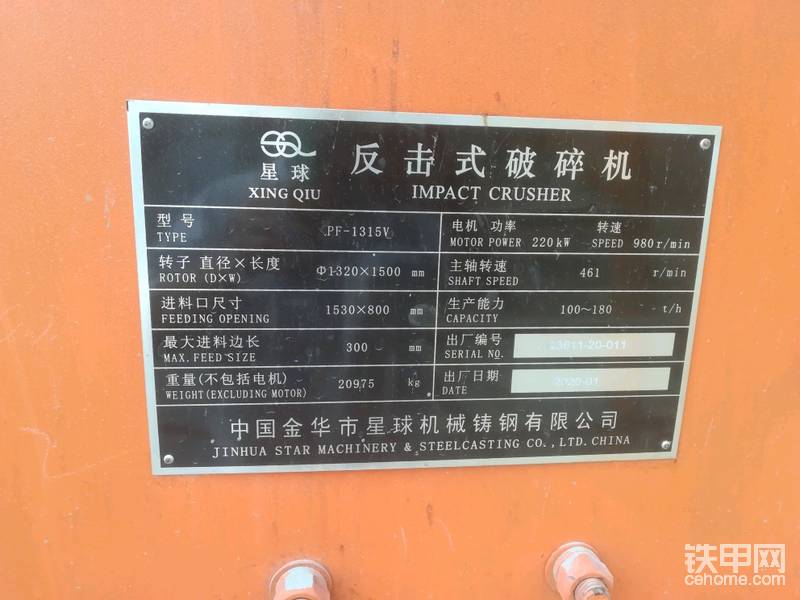 星球
XING QIU
反击式破碎机
IMPACT CRUSHER
型号
TYPE
PF-1315V
电机 功率 转速
MOTOR POWER 220kW SPEED 980r/min
转子 直径×长度
ROTOR (D×W)
Φ1320×1500 mm
主轴转速
SHAFT SPEED
461 r/min
进料口尺寸
FEEDING OPENING
1530×800 mm
生产能力
CAPACITY
100~180 t/h
最大进料边长
MAX. FEED SIZE
300 mm
出厂编号
SERIAL NO.
23611-20-011
重量(不包括电机)
WEIGHT(EXCLUDING MOTOR)
20975 kg
出厂日期
DATE
2020-01
中国金华市星球机械铸钢有限公司
JINHUA STAR MACHINERY & STEELCASTING CO., LTD. CHINA
铁甲网
cehome.com